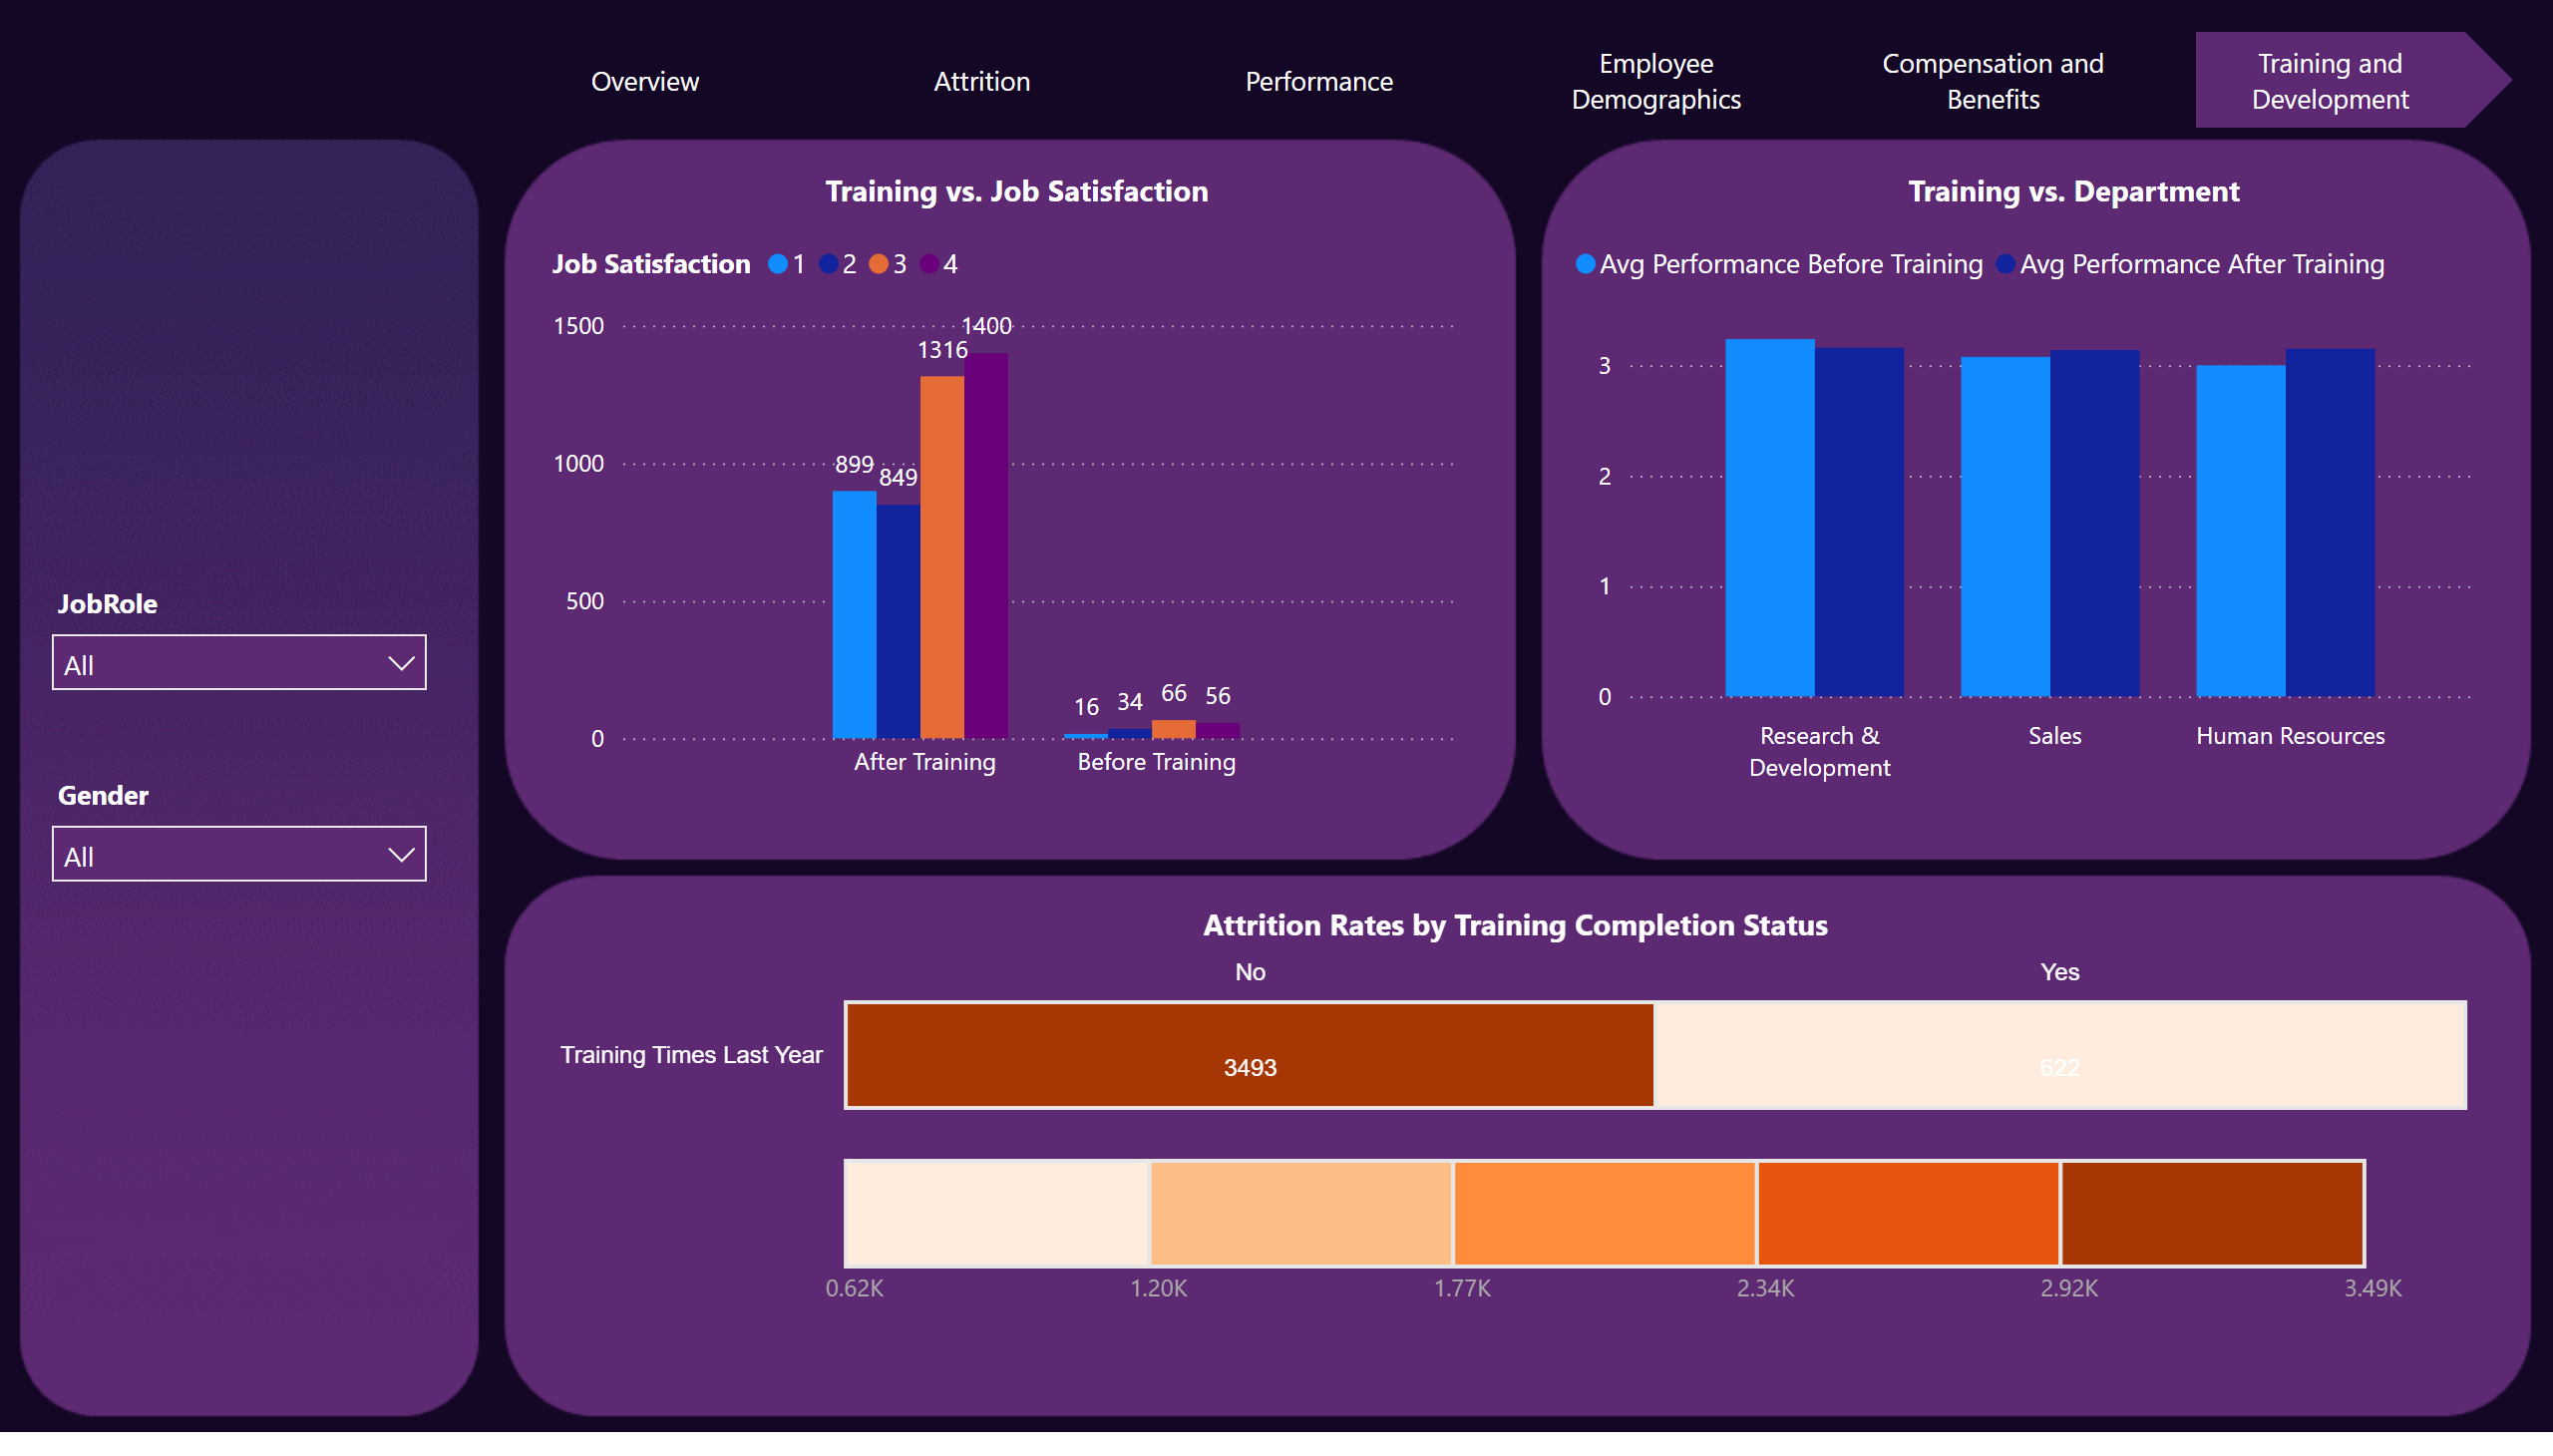 Overview
Attrition
Performance
Employee
Demographics
Compensation and
Benefits
Training and
Development
JobRole
All
Gender
All
Training vs. Job Satisfaction
Job Satisfaction 1 2 3 4
1500
1000
500
0
899
849
1316
1400
16
34
66
56
After Training
Before Training
Training vs. Department
Avg Performance Before Training Avg Performance After Training
3
2
1
0
Research &
Development
Sales
Human Resources
Attrition Rates by Training Completion Status
No
Yes
Training Times Last Year
3493
622
0.62K
1.20K
1.77K
2.34K
2.92K
3.49K